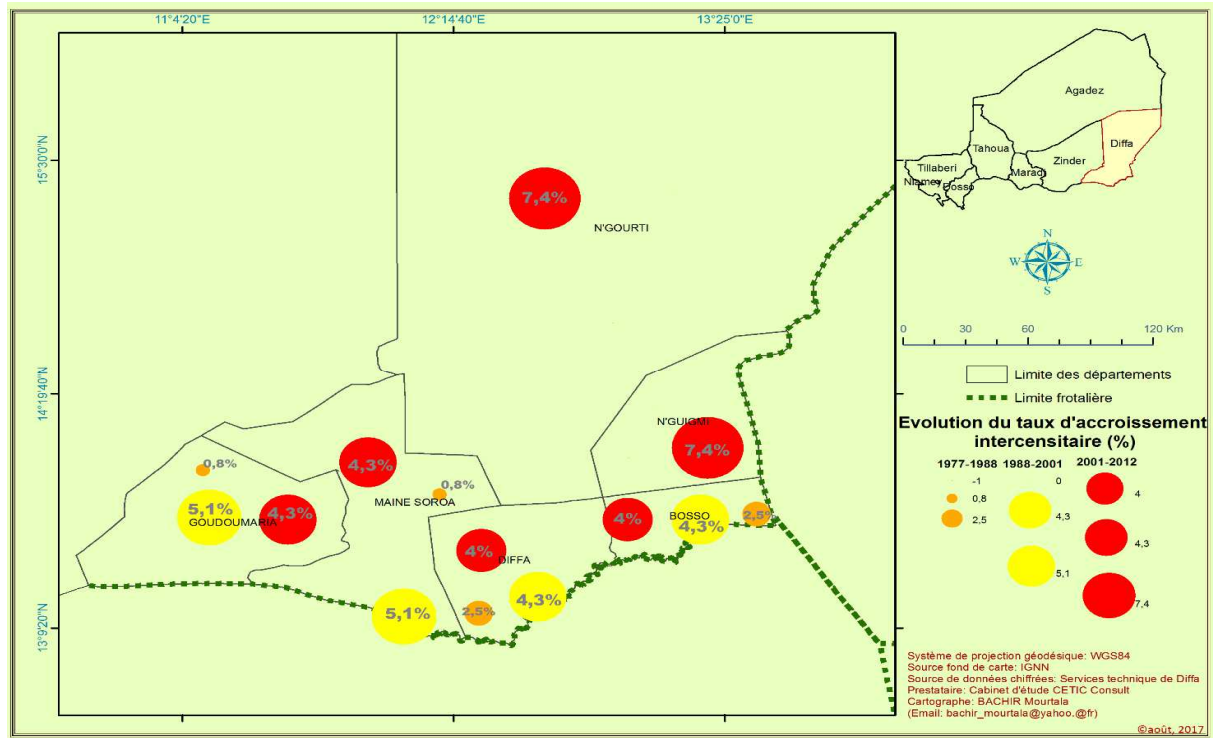 11°4'20"E 12°14'40"E 13°25'0"E
15°30'0"N
14°19'40"N
13°9'20"N
7,4%
N'GOURTI
N'GUIGMI
7,4%
4,3%
0,8%
0,8%
MAINE SOROA
5,1%
GOUDOUMARIA
4,3%
4%
BOSSO
4,3%
2,5%
4%
DIFFA
4,3%
2,5%
5,1%
Agadez
Diffa
Tahoua
Zinder
Tillaberi
Maradi
Niamey
Dosso
N
W E
S
0 30 60 120 Km
Limite des départements
Limite frotalière
Evolution du taux d'accroissement
intercensitaire (%)
1977-1988 1988-2001 2001-2012
-1 0
0,8 4
2,5 4,3
4,3
5,1
7,4
Système de projection géodésique: WGS84
Source fond de carte: IGNN
Source de données chiffrées: Services technique de Diffa
Prestataire: Cabinet d'étude CETIC Consult
Cartographe: BACHIR Mourtala
(Email: bachir_mourtala@yahoo.@fr)
©août, 2017